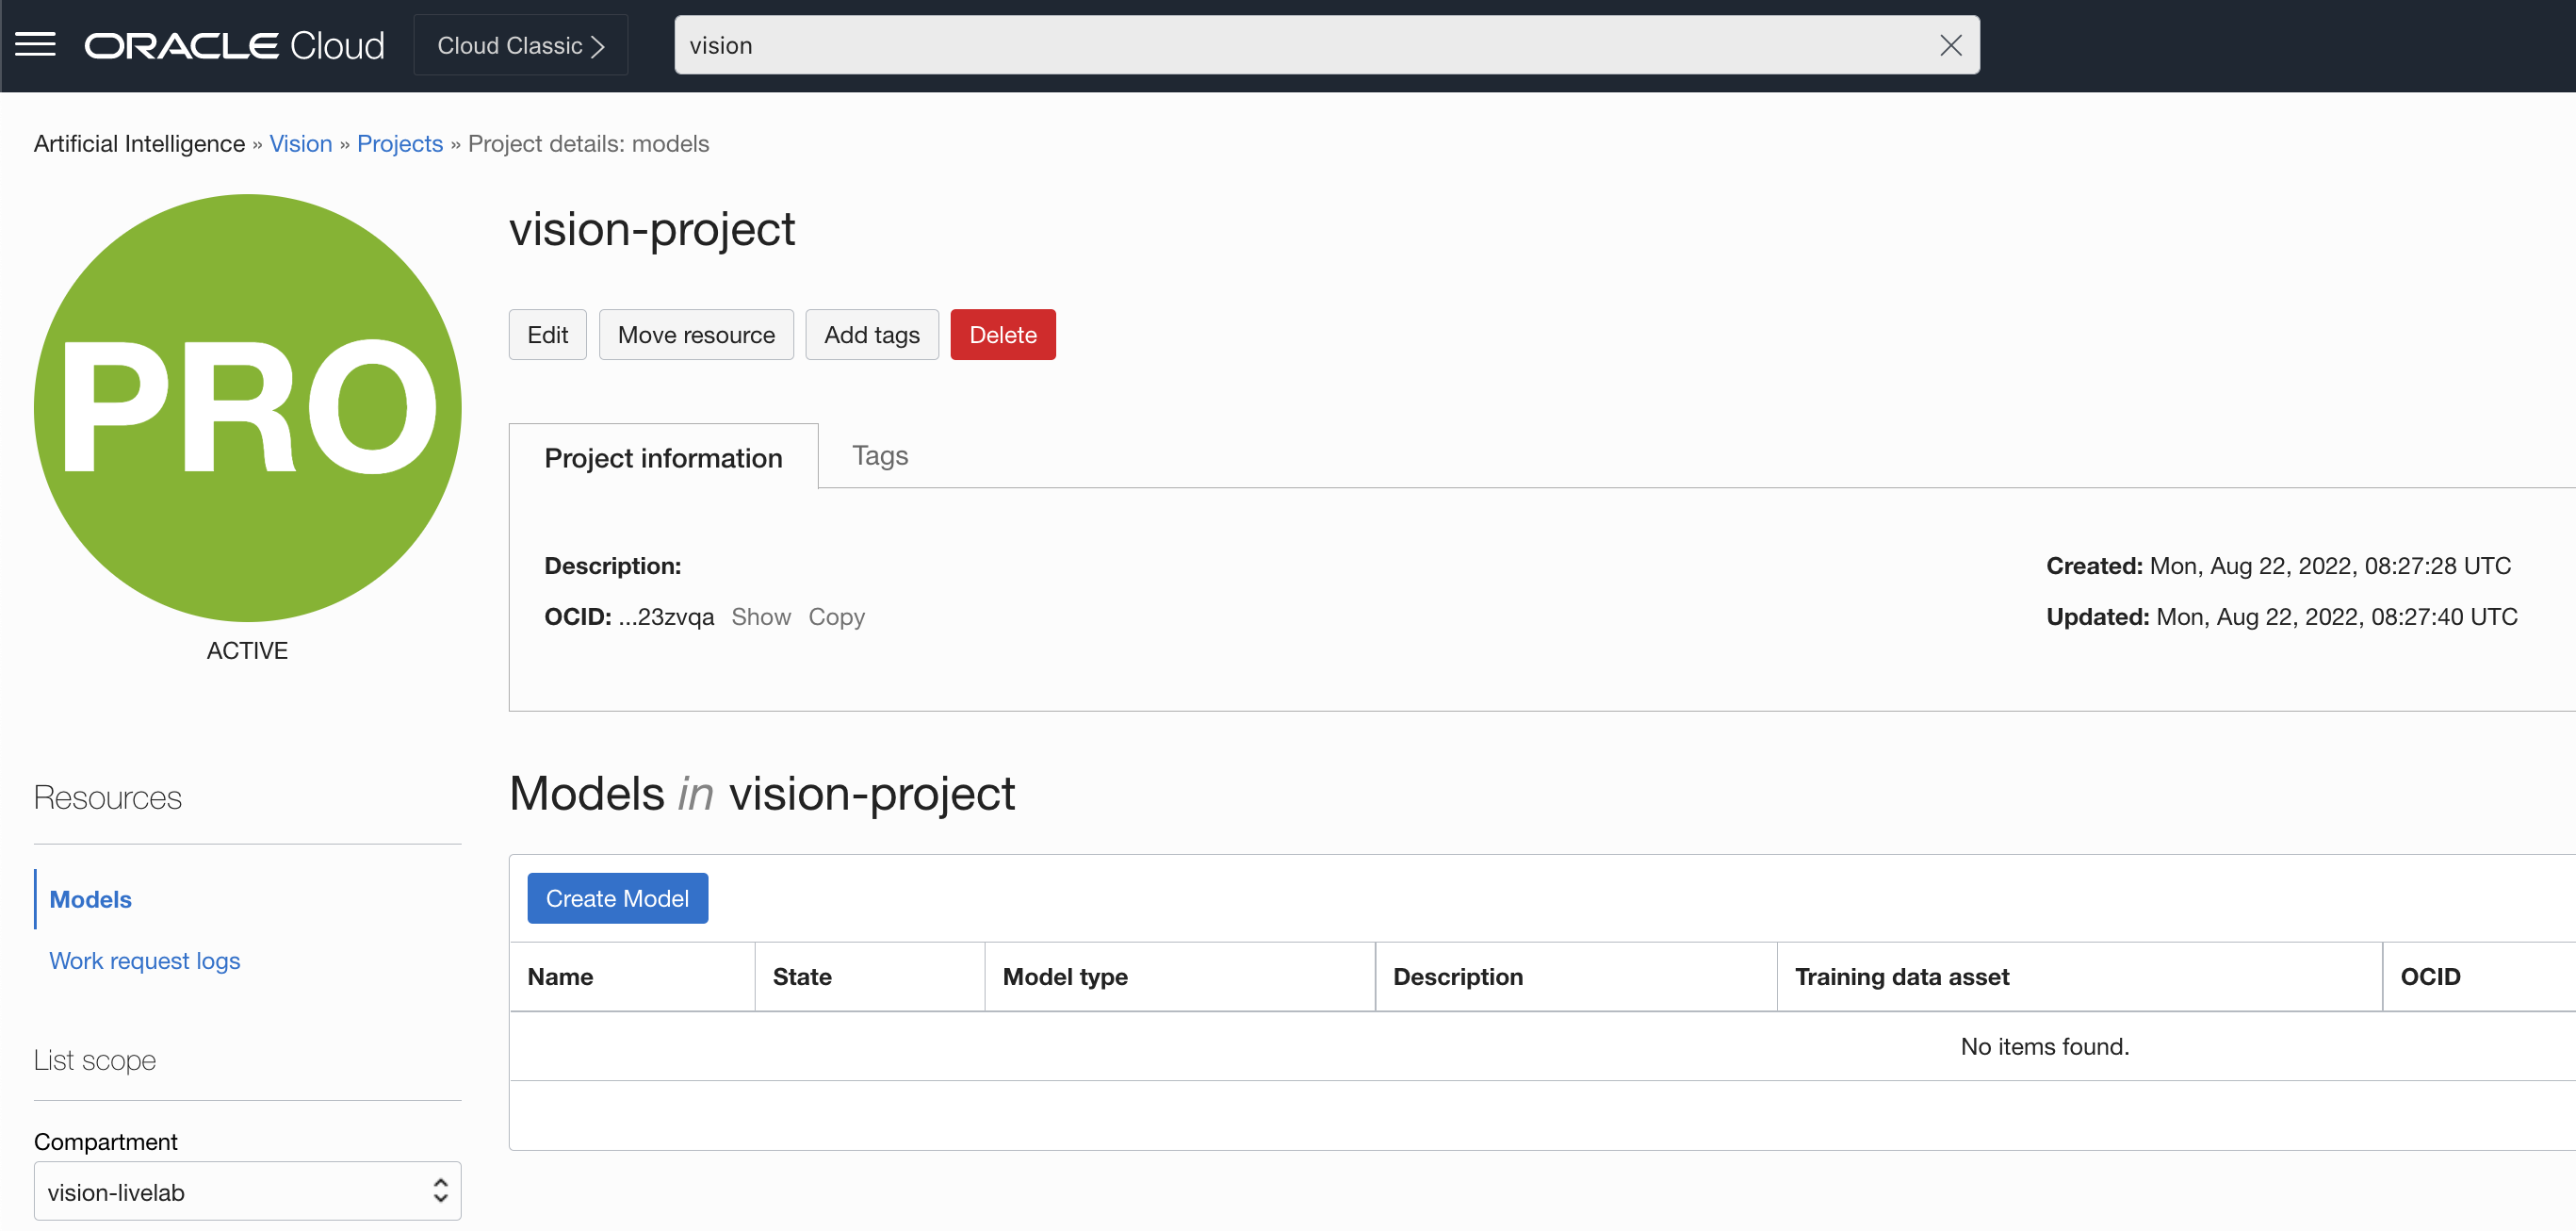 ORACLE Cloud
Cloud Classic
vision
Artificial Intelligence » Vision » Projects » Project details: models
PRO
ACTIVE
vision-project
Edit
Move resource
Add tags
Delete
Project information
Tags
Description:
OCID: ...23zvqa Show Copy
Created: Mon, Aug 22, 2022, 08:27:28 UTC
Updated: Mon, Aug 22, 2022, 08:27:40 UTC
Resources
Models
Work request logs
List scope
Compartment
vision-livelab
Models in vision-project
Create Model
Name
State
Model type
Description
Training data asset
OCID
No items found.